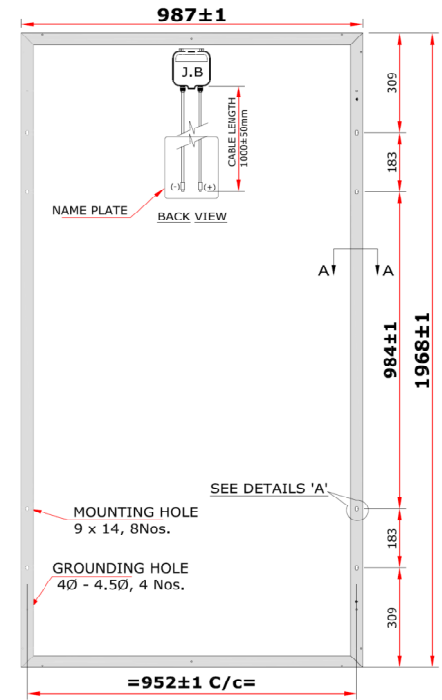 987±1
J.B
CABLE LENGTH
1000±50mm
(-)
(+)
NAME PLATE
BACK VIEW
309
183
A
A
984±1
1968±1
SEE DETAILS 'A'
MOUNTING HOLE
9 x 14, 8Nos.
183
GROUNDING HOLE
4Ø - 4.5Ø, 4 Nos.
309
=952±1 C/c=